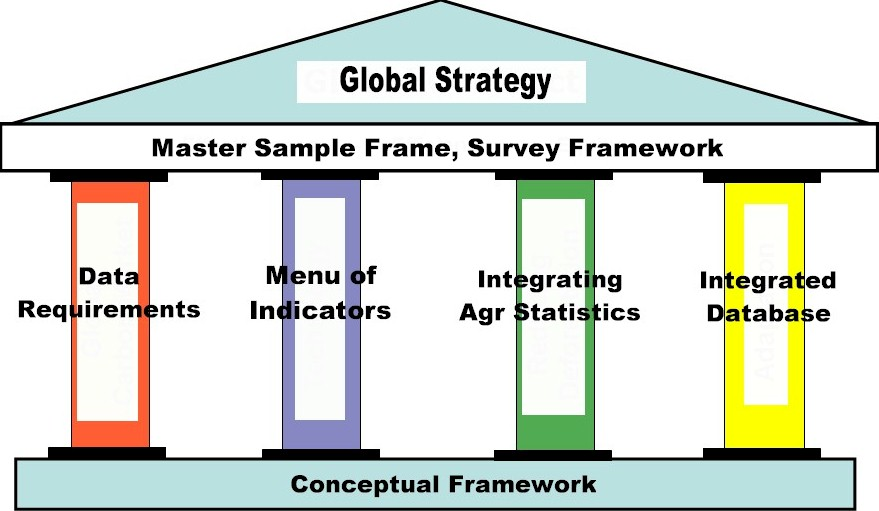 Global Strategy
Master Sample Frame, Survey Framework
Data
Requirements
Menu of
Indicators
Integrating
Agr Statistics
Integrated
Database
Conceptual Framework